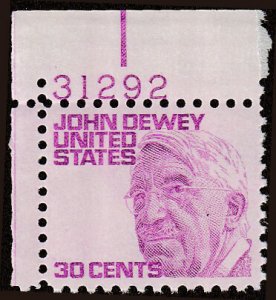 31292
JOHN DEWEY
UNITED
STATES
30 CENTS